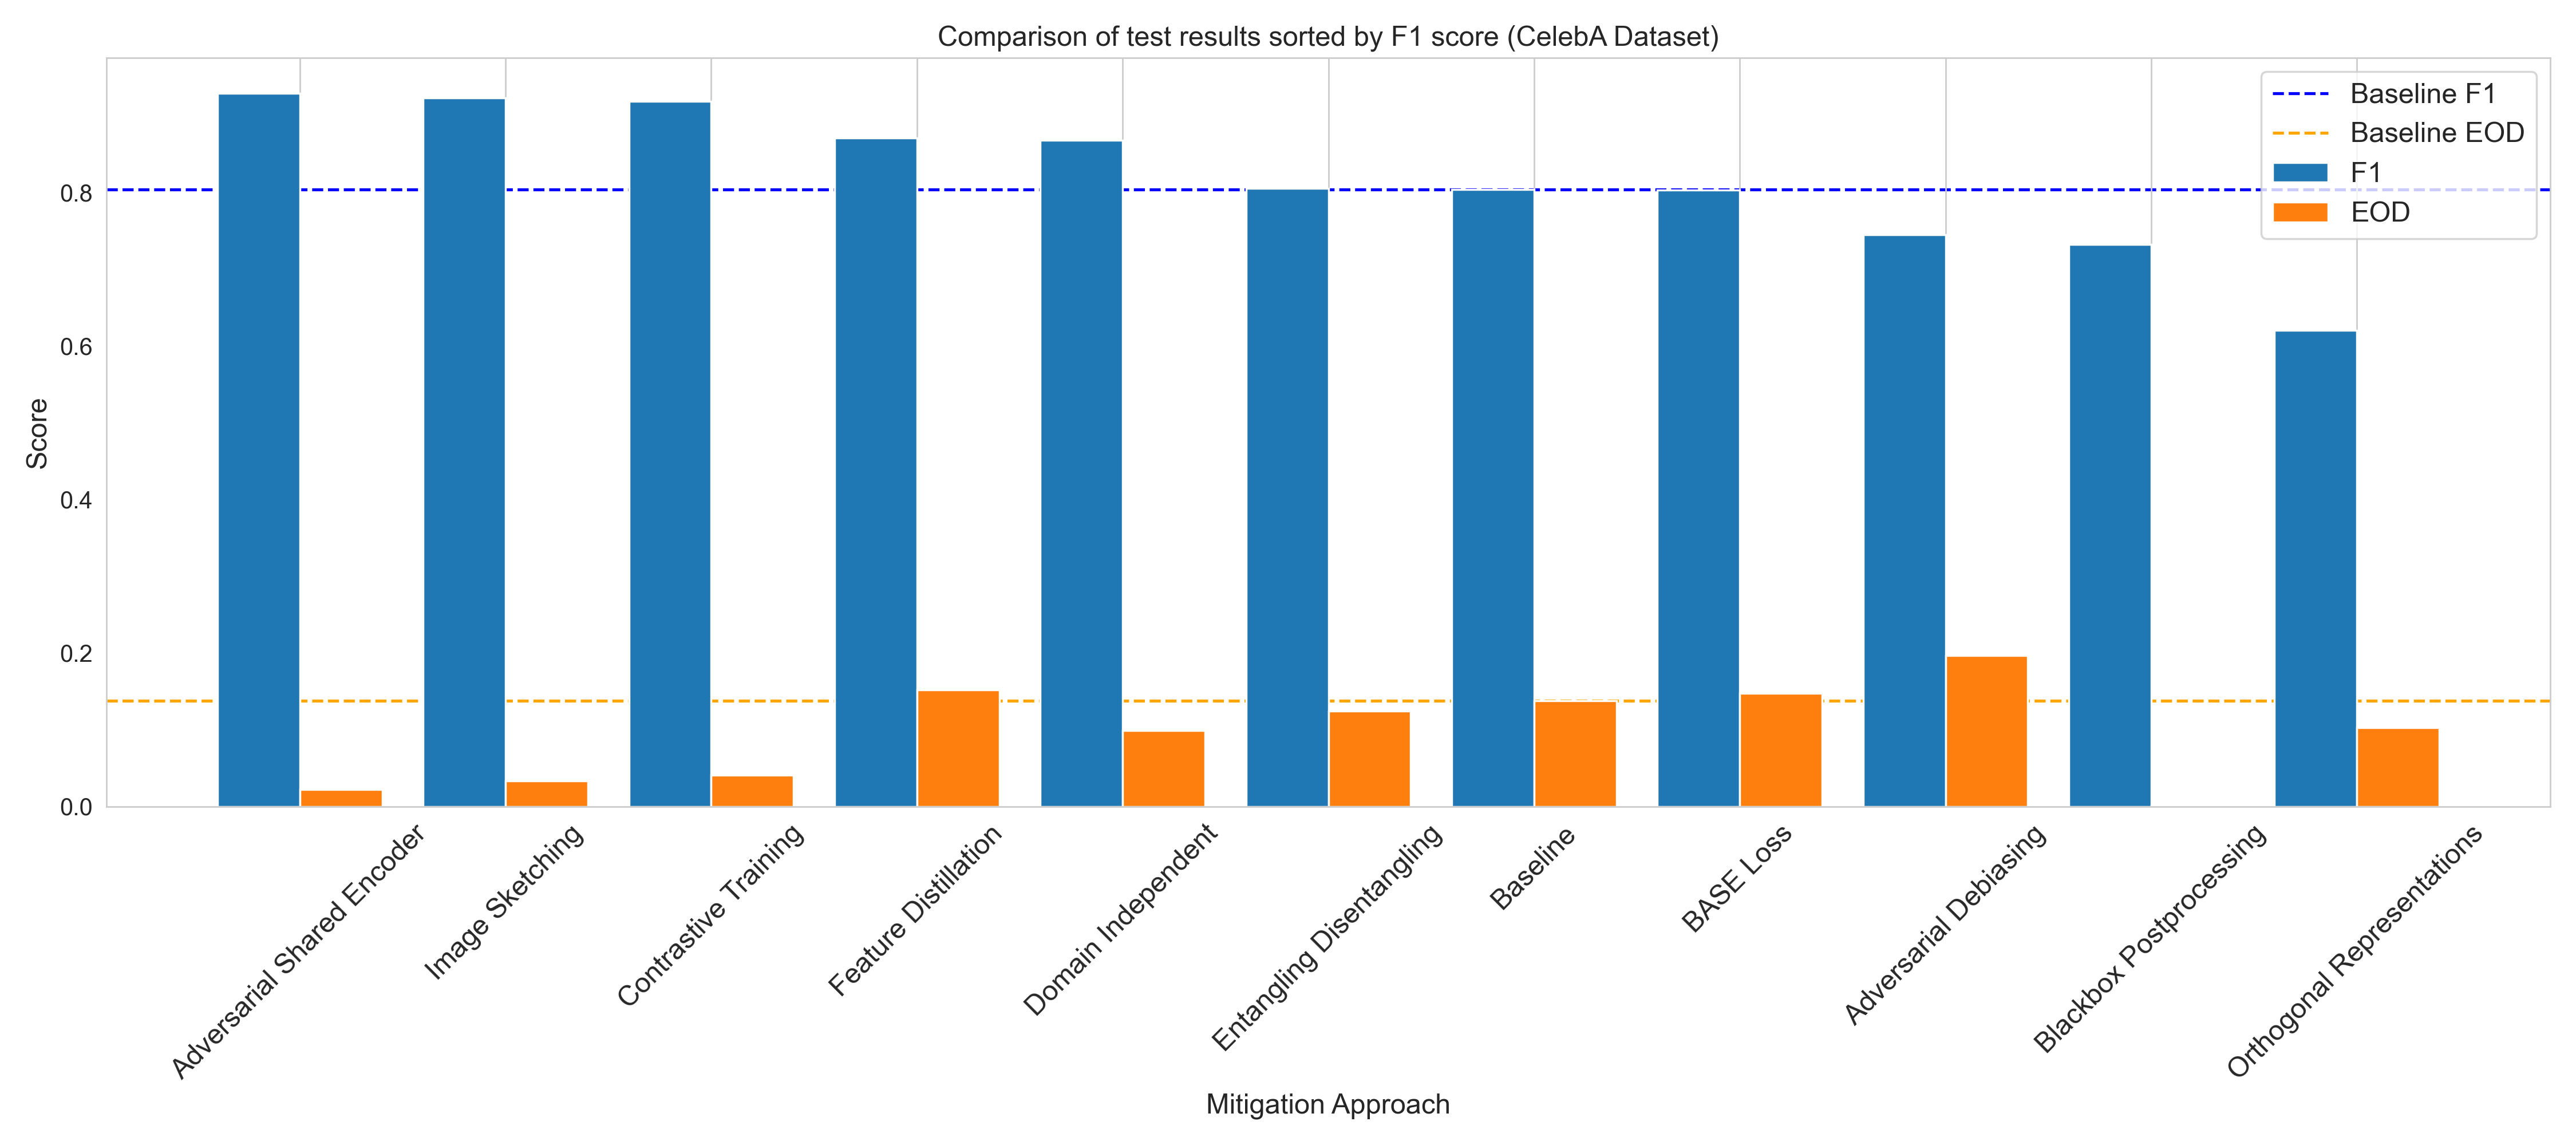 Comparison of test results sorted by F1 score (CelebA Dataset)
Baseline F1
Baseline EOD
F1
EOD
Score
0.8
0.6
0.4
0.2
0.0
Adversarial Shared Encoder
Image Sketching
Contrastive Training
Feature Distillation
Domain Independent
Entangling Disentangling
Baseline
BASE Loss
Adversarial Debiasing
Blackbox Postprocessing
Orthogonal Representations
Mitigation Approach